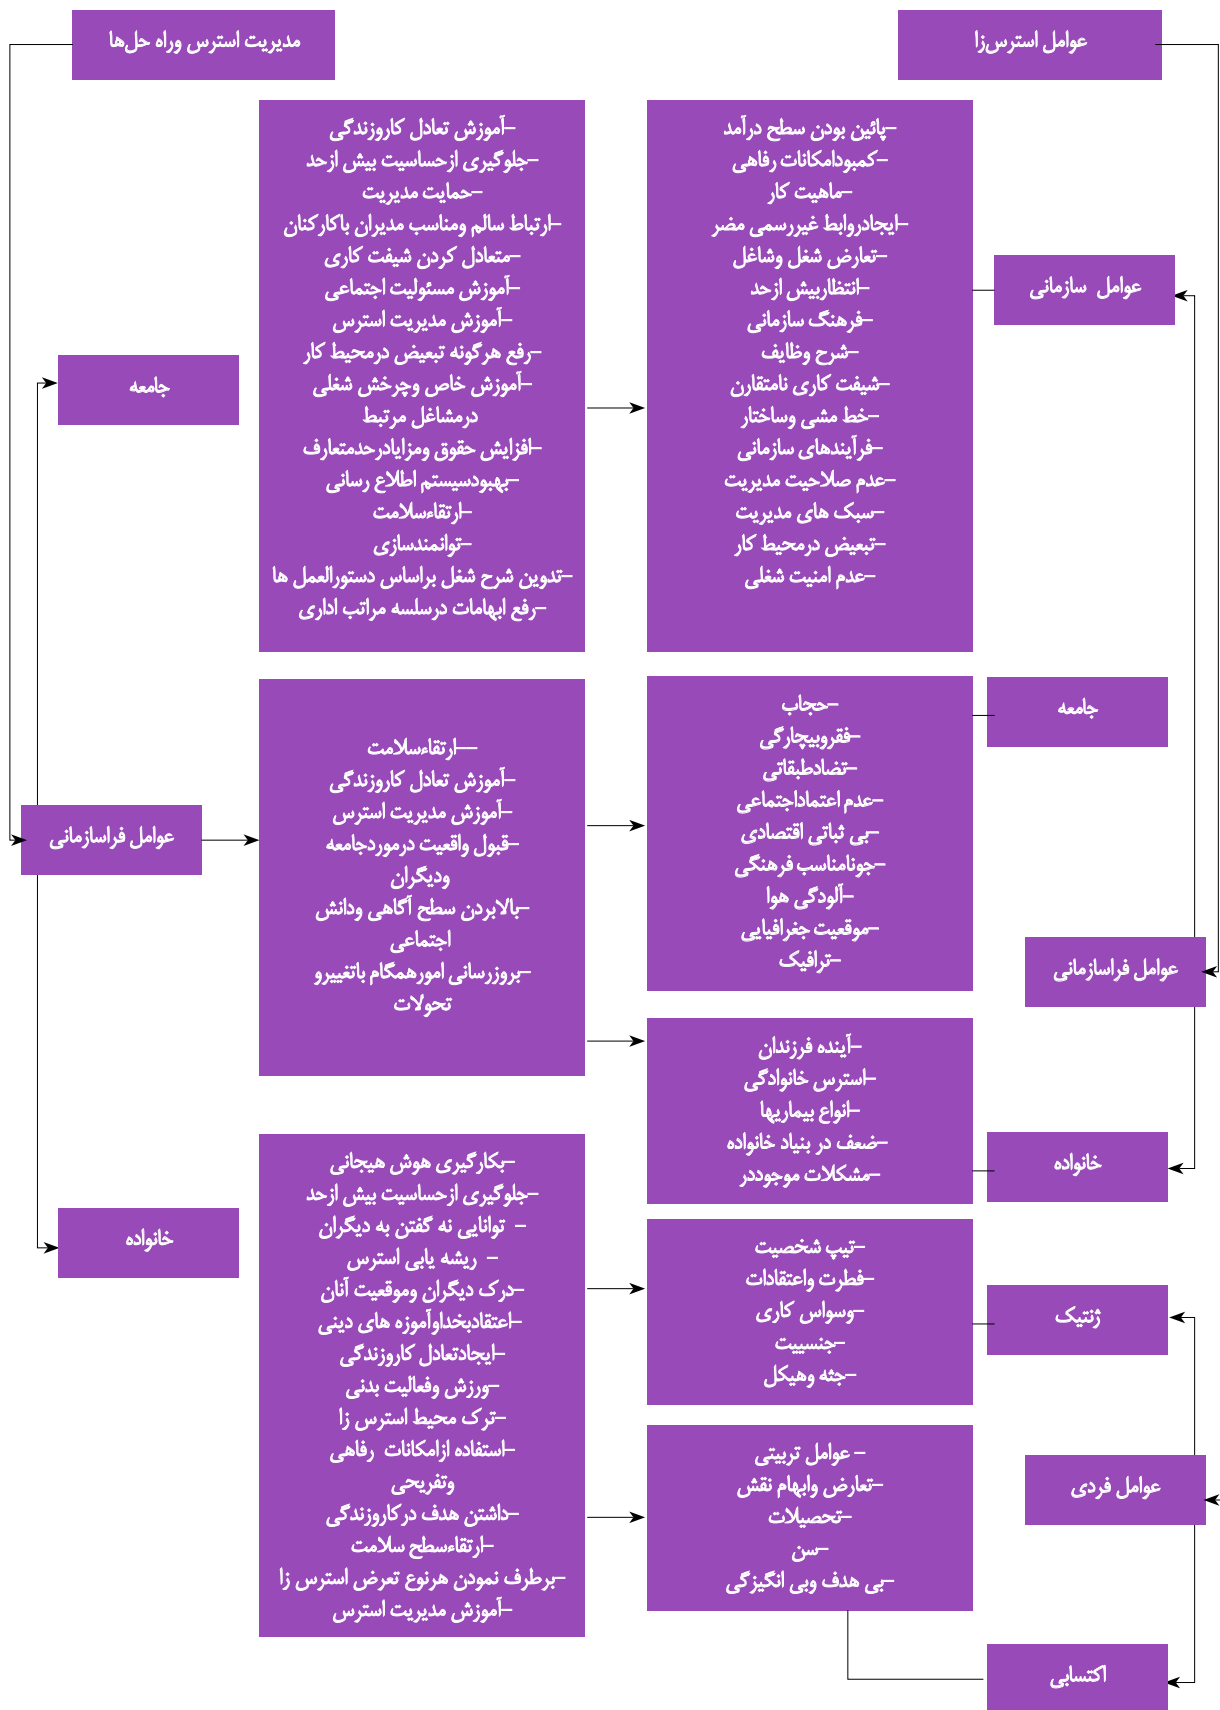 عوامل استرس‌زا
مدیریت استرس وراه حل‌ها
عوامل سازمانی
-پائین بودن سطح درآمد
-کمبودامکانات رفاهی
-ماهیت کار
-ایجادروابط غیررسمی مضر
-تعارض شغل وشاغل
-انتظاربیش ازحد
-فرهنگ سازمانی
-شرح وظایف
-شیفت کاری نامتقارن
-خط مشی وساختار
-فرآیندهای سازمانی
-عدم صلاحیت مدیریت
-سبک های مدیریت
-تبعیض درمحیط کار
-عدم امنیت شغلی
-آموزش تعادل کاروزندگی
-جلوگیری ازحساسیت بیش ازحد
-حمایت مدیریت
-ارتباط سالم ومناسب مدیران باکارکنان
-متعادل کردن شیفت کاری
-آموزش مسئولیت اجتماعی
-آموزش مدیریت استرس
-رفع هرگونه تبعیض درمحیط کار
-آموزش خاص وچرخش شغلی
درمشاغل مرتبط
-افزایش حقوق ومزایادرحدمتعارف
-بهبودسیستم اطلاع رسانی
-ارتقاءسلامت
-توانمندسازی
-تدوین شرح شغل براساس دستورالعمل ها
-رفع ابهامات درسلسه مراتب اداری
جامعه
جامعه
-حجاب
-فقروبیچارگی
-تضادطبقاتی
-عدم اعتماداجتماعی
-بی ثباتی اقتصادی
-جونامناسب فرهنگی
-آلودگی هوا
-موقعیت جغرافیایی
-ترافیک
--ارتقاءسلامت
-آموزش تعادل کاروزندگی
-آموزش مدیریت استرس
-قبول واقعیت درموردجامعه
ودیگران
-بالابردن سطح آگاهی ودانش
اجتماعی
-بروزرسانی امورهمگام باتغییرو
تحولات
عوامل فراسازمانی
عوامل فراسازمانی
خانواده
-آینده فرزندان
-استرس خانوادگی
-انواع بیماریها
-ضعف در بنیاد خانواده
-مشکلات موجوددر
-بکارگیری هوش هیجانی
-جلوگیری ازحساسیت بیش ازحد
- توانایی نه گفتن به دیگران
- ریشه یابی استرس
-درک دیگران وموقعیت آنان
-اعتقادبخداوآموزه های دینی
-ایجادتعادل کاروزندگی
-ورزش وفعالیت بدنی
-ترک محیط استرس زا
-استفاده ازامکانات رفاهی
وتفریحی
-داشتن هدف درکاروزندگی
-ارتقاءسطح سلامت
-برطرف نمودن هرنوع تعرض استرس زا
-آموزش مدیریت استرس
خانواده
ژنتیک
-تیپ شخصیت
-فطرت واعتقادات
-وسواس کاری
-جنسییت
-جثه وهیکل
عوامل فردی
- عوامل تربیتی
-تعارض وابهام نقش
-تحصیلات
-سن
-بی هدف وبی انگیزگی
اکتسابی